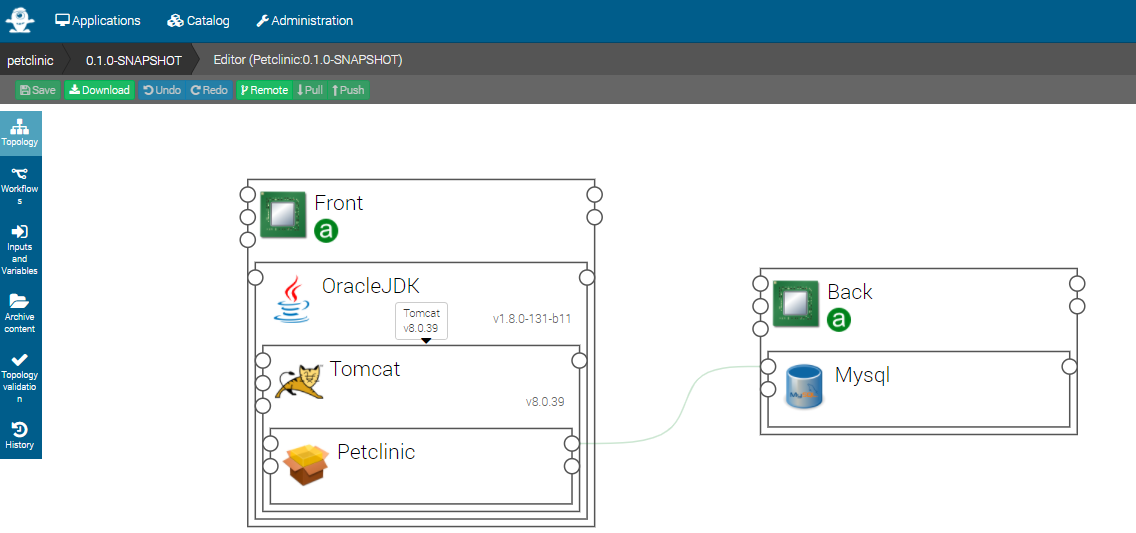 Applications Catalog Administration
petclinic 0.1.0-SNAPSHOT Editor (Petclinic:0.1.0-SNAPSHOT)
Save Download Undo Redo Remote Pull Push
Topology
Workflow
s
Inputs
and
Variables
Archive
content
Topology
validatio
n
History
Front
a
OracleJDK
v1.8.0-131-b11
Tomcat
v8.0.39
Tomcat
v8.0.39
Petclinic
Back
a
Mysql
MySQL